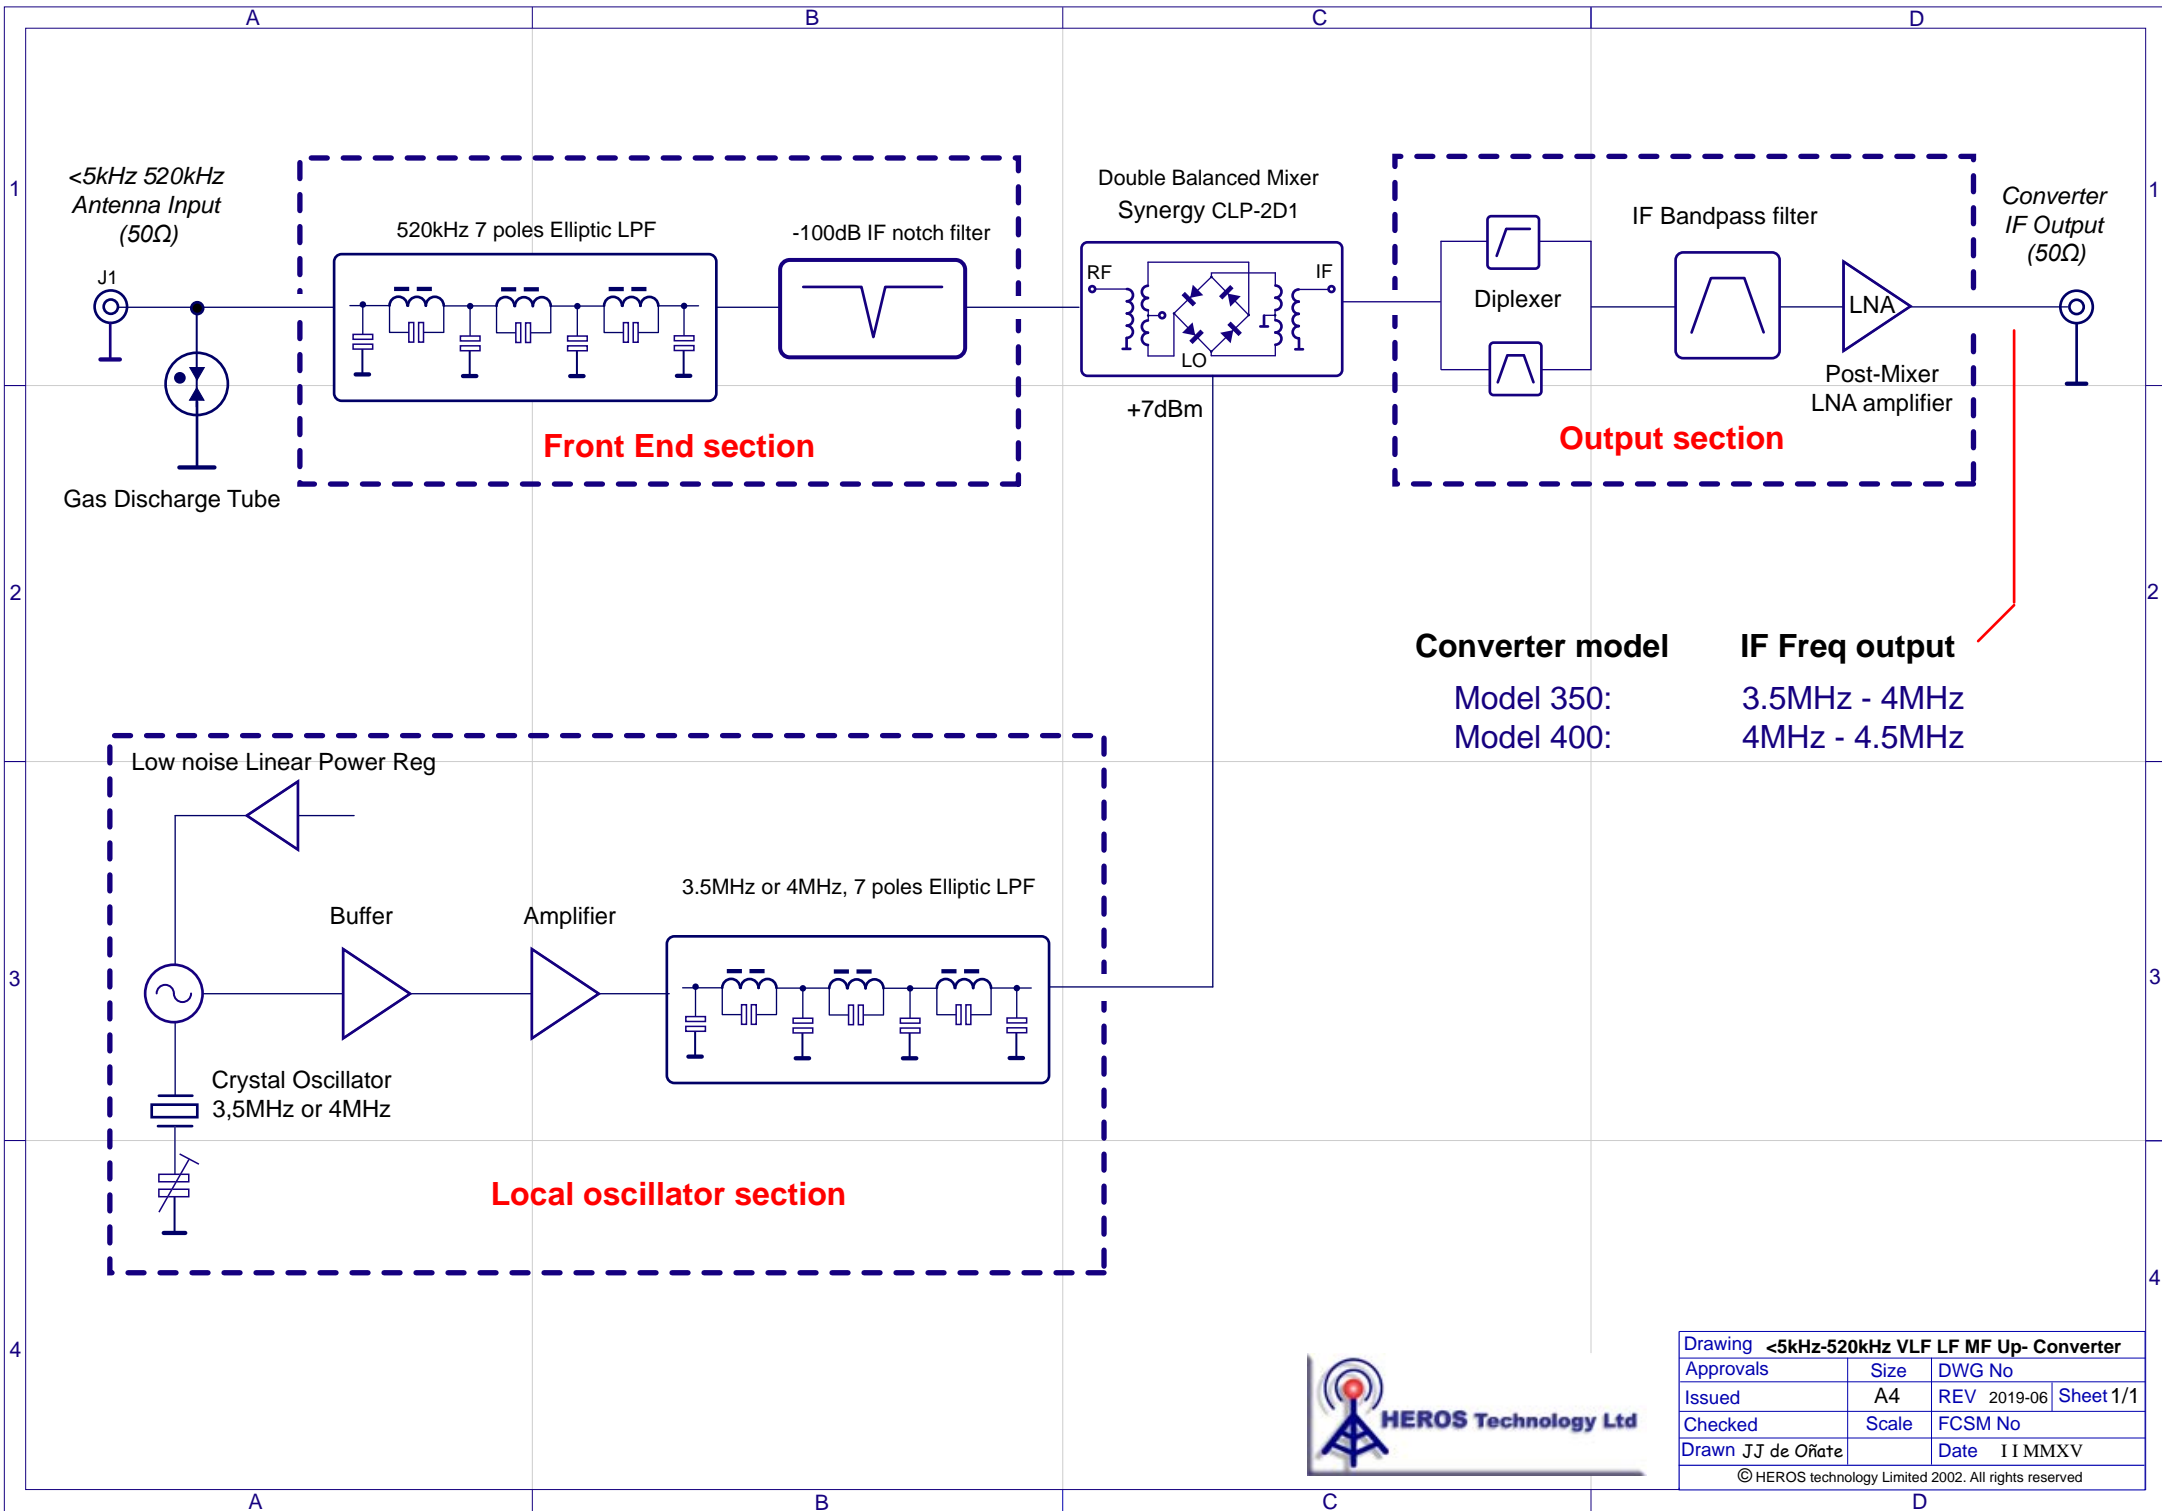 A
B
C
D
1
1
<5kHz 520kHz
Antenna Input
(50Ω)
J1
Gas Discharge Tube
520kHz 7 poles Elliptic LPF
-100dB IF notch filter
Front End section
Double Balanced Mixer
Synergy CLP-2D1
RF
IF
LO
+7dBm
Diplexer
IF Bandpass filter
LNA
Post-Mixer
LNA amplifier
Output section
Converter
IF Output
(50Ω)
2
2
Converter model IF Freq output
Model 350: 3.5MHz - 4MHz
Model 400: 4MHz - 4.5MHz
Low noise Linear Power Reg
Buffer
Amplifier
3.5MHz or 4MHz, 7 poles Elliptic LPF
3
3
Crystal Oscillator
3,5MHz or 4MHz
Local oscillator section
4
4
HEROS Technology Ltd
Drawing <5kHz-520kHz VLF LF MF Up- Converter
Approvals Size DWG No
Issued A4 REV 2019-06 Sheet 1/1
Checked Scale FCSM No
Drawn JJ de Oñate Date I I MMXV
© HEROS technology Limited 2002. All rights reserved
A
B
C
D